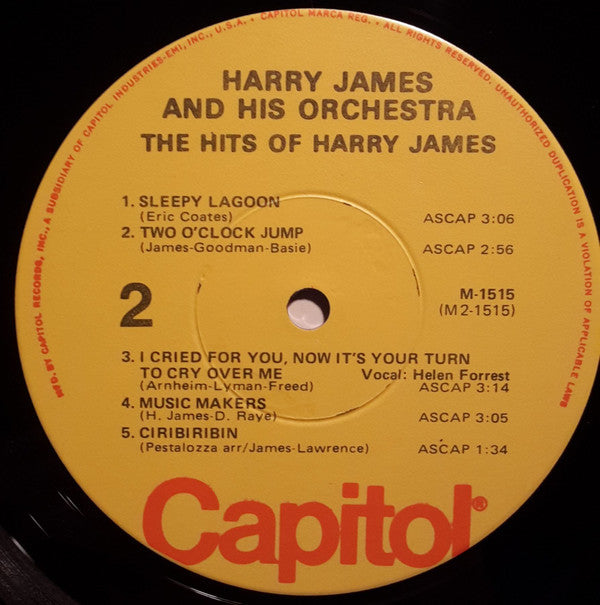 HARRY JAMES
AND HIS ORCHESTRA
THE HITS OF HARRY JAMES
1. SLEEPY LAGOON
(Eric Coates) ASCAP 3:06
2. TWO O'CLOCK JUMP
(James-Goodman-Basie) ASCAP 2:56
2
M-1515
(M2-1515)
3. I CRIED FOR YOU, NOW IT'S YOUR TURN
TO CRY OVER ME Vocal: Helen Forrest
(Arnheim-Lyman-Freed) ASCAP 3:14
4. MUSIC MAKERS
(H. James-D. Raye) ASCAP 3:05
5. CIRIBIRIBIN
(Pestalozza arr/James-Lawrence) ASCAP 1:34
Capitol®
MFD. BY CAPITOL RECORDS, INC., A SUBSIDIARY OF CAPITOL INDUSTRIES-EMI, INC., U.S.A. • CAPITOL MARCA REG. • ALL RIGHTS RESERVED. UNAUTHORIZED DUPLICATION IS A VIOLATION OF APPLICABLE LAWS